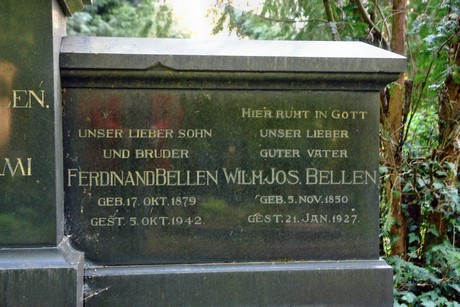 EN.
MI
UNSER LIEBER SOHN
UND BRUDER
FERDINAND BELLEN
GEB. 17. OKT. 1879
GEST. 5. OKT. 1942.
HIER RUHT IN GOTT
UNSER LIEBER
GUTER VATER
WILH. JOS. BELLEN
GEB. 5. NOV. 1850
GEST. 21. JAN. 1927.